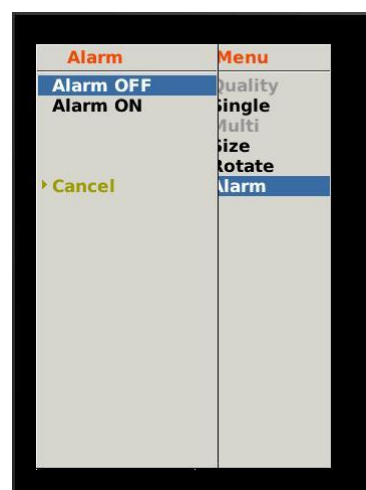 Alarm
Alarm OFF
Alarm ON
Cancel
Menu
Quality
Single
Multi
Size
Rotate
Alarm